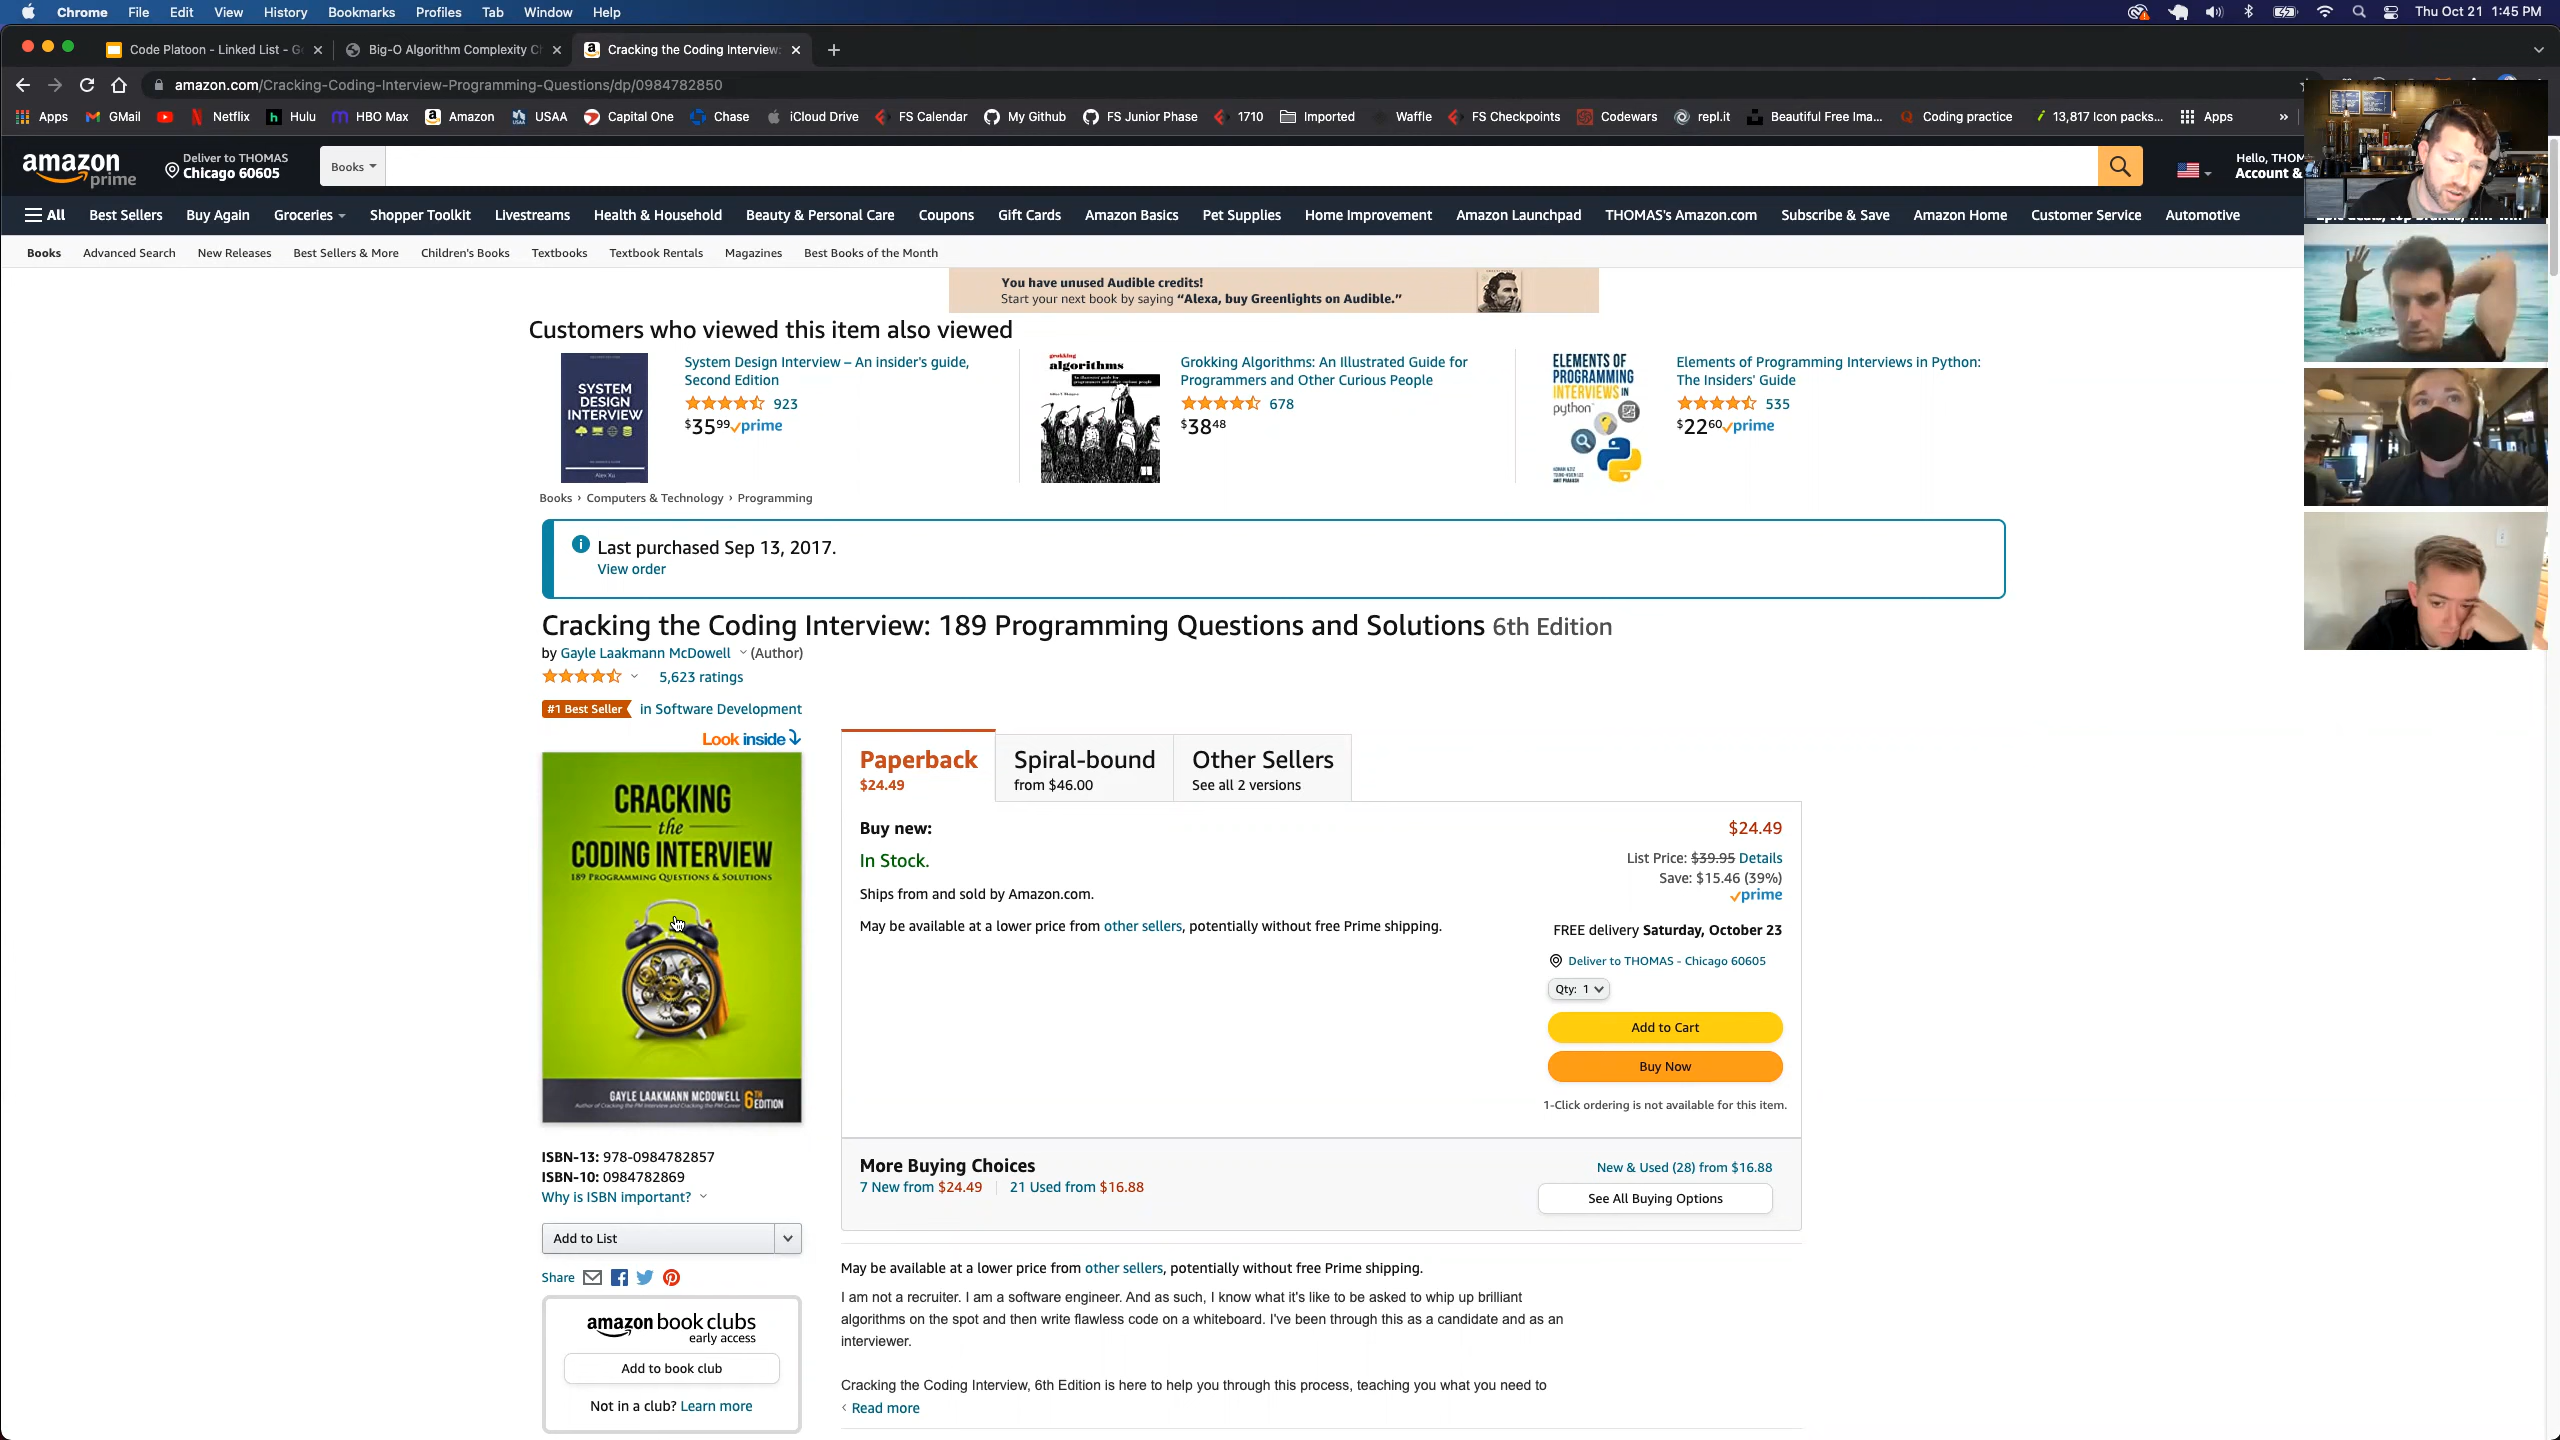 Chrome File Edit View History Bookmarks Profiles Tab Window Help Thu Oct 21 1:45 PM
Code Platoon - Linked List - G Big-O Algorithm Complexity C Cracking the Coding Interview:
amazon.com/Cracking-Coding-Interview-Programming-Questions/dp/0984782850
Apps GMail Netflix Hulu HBO Max Amazon USAA Capital One Chase iCloud Drive FS Calendar My Github FS Junior Phase 1710 Imported Waffle FS Checkpoints Codewars repl.it Beautiful Free Ima... Coding practice 13,817 Icon packs... Apps »
amazon prime
Deliver to THOMAS
Chicago 60605
Books
Hello, THOM
Account &
All Best Sellers Buy Again Groceries Shopper Toolkit Livestreams Health & Household Beauty & Personal Care Coupons Gift Cards Amazon Basics Pet Supplies Home Improvement Amazon Launchpad THOMAS's Amazon.com Subscribe & Save Amazon Home Customer Service Automotive
Books Advanced Search New Releases Best Sellers & More Children's Books Textbooks Textbook Rentals Magazines Best Books of the Month
You have unused Audible credits!
Start your next book by saying “Alexa, buy Greenlights on Audible.”
Customers who viewed this item also viewed
SYSTEM
DESIGN
INTERVIEW
Alex Xu
System Design Interview – An insider's guide,
Second Edition
923
$3599 prime
grokking
algorithms
Grokking Algorithms: An Illustrated Guide for
Programmers and Other Curious People
678
$3848
ELEMENTS OF
PROGRAMMING
INTERVIEWS IN
python
Elements of Programming Interviews in Python:
The Insiders' Guide
535
$2260 prime
Books › Computers & Technology › Programming
Last purchased Sep 13, 2017.
View order
Cracking the Coding Interview: 189 Programming Questions and Solutions 6th Edition
by Gayle Laakmann McDowell (Author)
5,623 ratings
#1 Best Seller in Software Development
Look inside
CRACKING
the
CODING INTERVIEW
189 PROGRAMMING QUESTIONS & SOLUTIONS
GAYLE LAAKMANN MCDOWELL 6TH EDITION
Author of Cracking the PM Interview and Cracking the PM Career
Paperback
$24.49
Spiral-bound
from $46.00
Other Sellers
See all 2 versions
Buy new: $24.49
In Stock.
List Price: $39.95 Details
Save: $15.46 (39%)
prime
Ships from and sold by Amazon.com.
May be available at a lower price from other sellers, potentially without free Prime shipping.
FREE delivery Saturday, October 23
Deliver to THOMAS - Chicago 60605
Qty: 1
Add to Cart
Buy Now
1-Click ordering is not available for this item.
More Buying Choices
7 New from $24.49 | 21 Used from $16.88
New & Used (28) from $16.88
See All Buying Options
ISBN-13: 978-0984782857
ISBN-10: 0984782869
Why is ISBN important?
Add to List
Share
amazon book clubs
early access
Add to book club
Not in a club? Learn more
May be available at a lower price from other sellers, potentially without free Prime shipping.
I am not a recruiter. I am a software engineer. And as such, I know what it's like to be asked to whip up brilliant
algorithms on the spot and then write flawless code on a whiteboard. I've been through this as a candidate and as an
interviewer.
Cracking the Coding Interview, 6th Edition is here to help you through this process, teaching you what you need to
‹ Read more